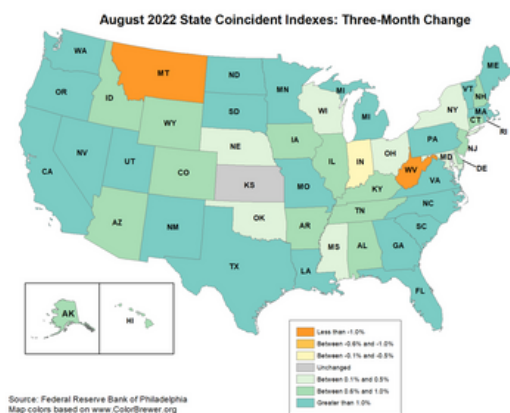 August 2022 State Coincident Indexes: Three-Month Change
WA
MT
ND
MN
ME
OR
ID
SD
WI
MI
MI
VT
NH
NY
MA
CT
RI
WY
NE
IA
PA
NJ
NV
UT
CO
IL
IN
OH
MD
DE
CA
KS
MO
WV
VA
KY
AZ
NM
OK
AR
TN
NC
SC
MS
AL
GA
TX
LA
FL
AK
HI
Less than -1.0%
Between -0.6% and -1.0%
Between -0.1% and -0.5%
Unchanged
Between 0.1% and 0.5%
Between 0.6% and 1.0%
Greater than 1.0%
Source: Federal Reserve Bank of Philadelphia
Map colors based on www.ColorBrewer.org